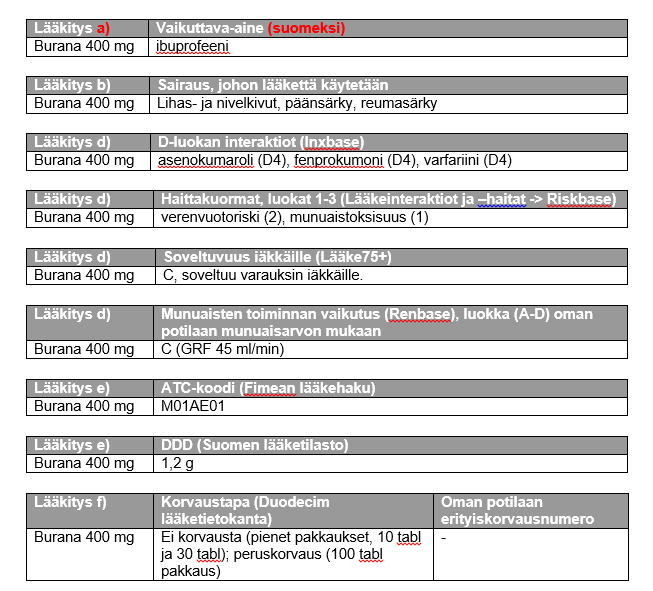 Lääkitys a) Vaikuttava-aine (suomeksi)
Burana 400 mg ibuprofeeni
Lääkitys b) Sairaus, johon lääkettä käytetään
Burana 400 mg Lihas- ja nivelkivut, päänsärky, reumasärky
Lääkitys d) D-luokan interaktiot (Inxbase)
Burana 400 mg asenokumaroli (D4), fenprokumoni (D4), varfariini (D4)
Lääkitys d) Haittakuormat, luokat 1-3 (Lääkeinteraktiot ja –haitat -> Riskbase)
Burana 400 mg verenvuotoriski (2), munuaistoksisuus (1)
Lääkitys d) Soveltuvuus iäkkäille (Lääke75+)
Burana 400 mg C, soveltuu varauksin iäkkäille.
Lääkitys d) Munuaisten toiminnan vaikutus (Renbase), luokka (A-D) oman
potilaan munuaisarvon mukaan
Burana 400 mg C (GRF 45 ml/min)
Lääkitys e) ATC-koodi (Fimean lääkehaku)
Burana 400 mg M01AE01
Lääkitys e) DDD (Suomen lääketilasto)
Burana 400 mg 1,2 g
Lääkitys f) Korvaustapa (Duodecim Oman potilaan
lääketietokanta) erityiskorvausnumero
Burana 400 mg Ei korvausta (pienet pakkaukset, 10 tabl -
ja 30 tabl); peruskorvaus (100 tabl
pakkaus)